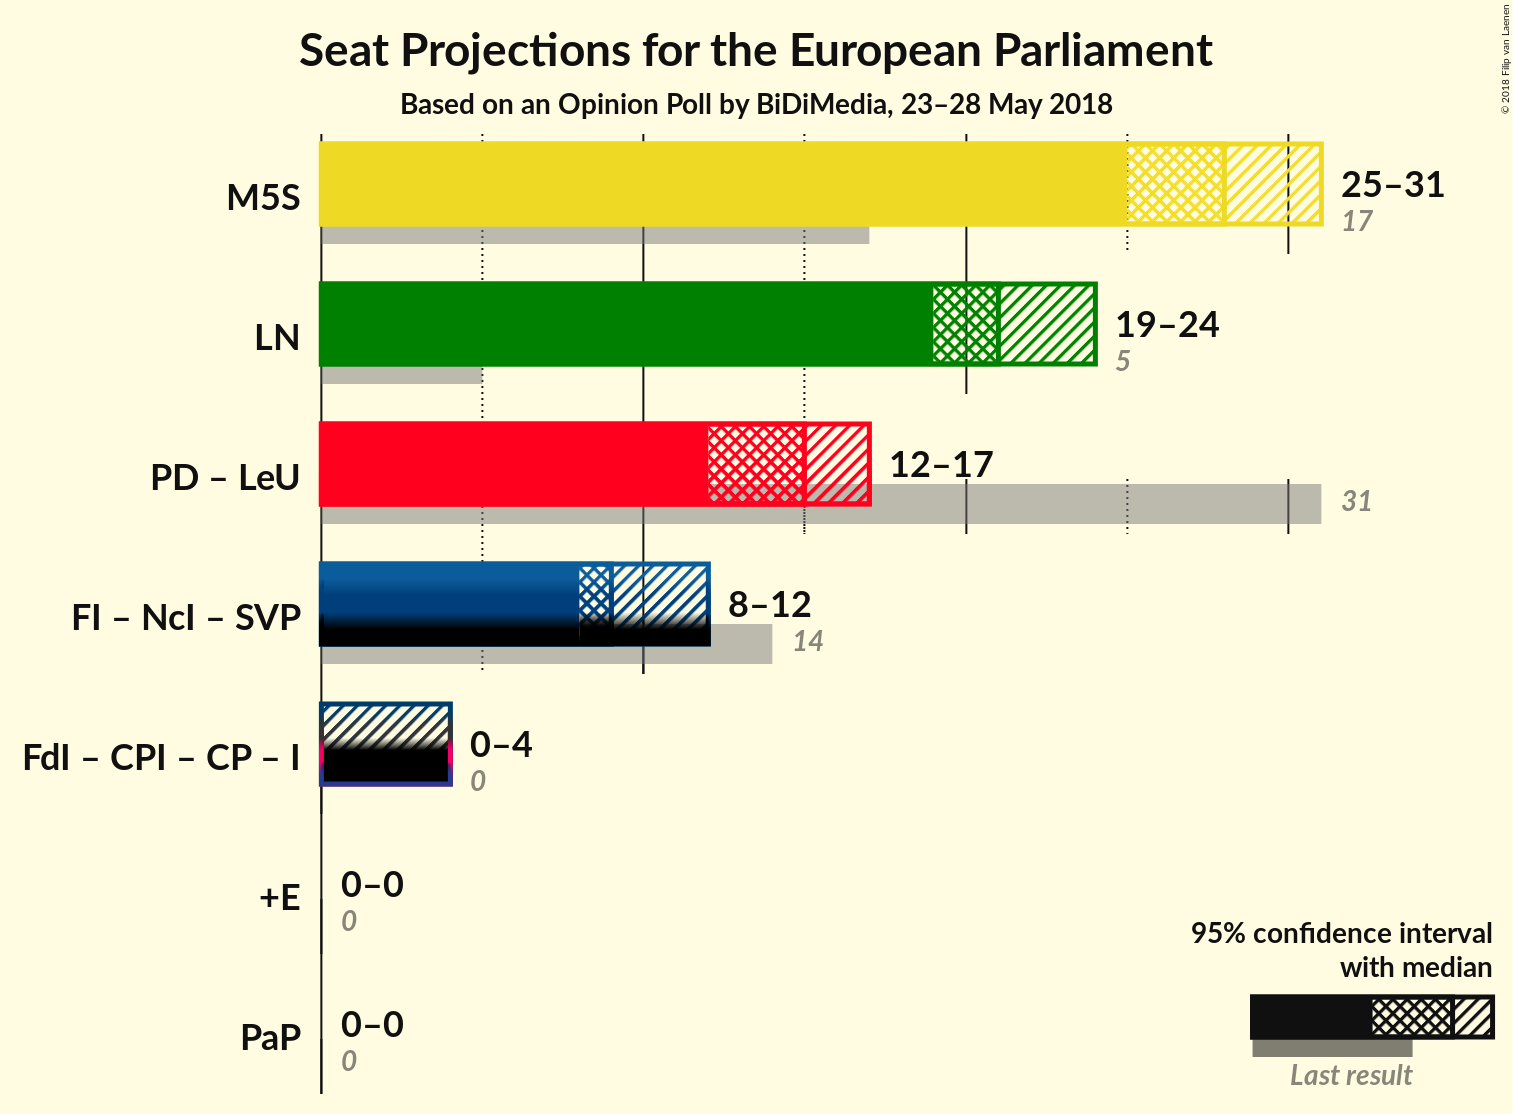 Seat Projections for the European Parliament
Based on an Opinion Poll by BiDiMedia, 23–28 May 2018
© 2018 Filip van Laenen
M5S
25–31
17
LN
19–24
5
PD – LeU
12–17
31
FI – NcI – SVP
8–12
14
FdI – CPI – CP – I
0–4
0
+E
0–0
0
PaP
0–0
0
95% confidence interval
with median
Last result